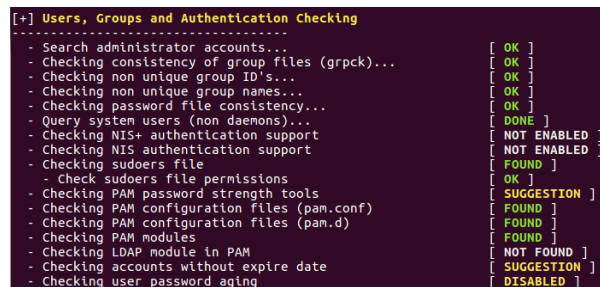 [+] Users, Groups and Authentication Checking
------------------------------------
- Search administrator accounts... [ OK ]
- Checking consistency of group files (grpck)... [ OK ]
- Checking non unique group ID's... [ OK ]
- Checking non unique group names... [ OK ]
- Checking password file consistency... [ OK ]
- Query system users (non daemons)... [ DONE ]
- Checking NIS+ authentication support [ NOT ENABLED ]
- Checking NIS authentication support [ NOT ENABLED ]
- Checking sudoers file [ FOUND ]
- Check sudoers file permissions [ OK ]
- Checking PAM password strength tools [ SUGGESTION ]
- Checking PAM configuration files (pam.conf) [ FOUND ]
- Checking PAM configuration files (pam.d) [ FOUND ]
- Checking PAM modules [ FOUND ]
- Checking LDAP module in PAM [ NOT FOUND ]
- Checking accounts without expire date [ SUGGESTION ]
- Checking user password aging [ DISABLED ]